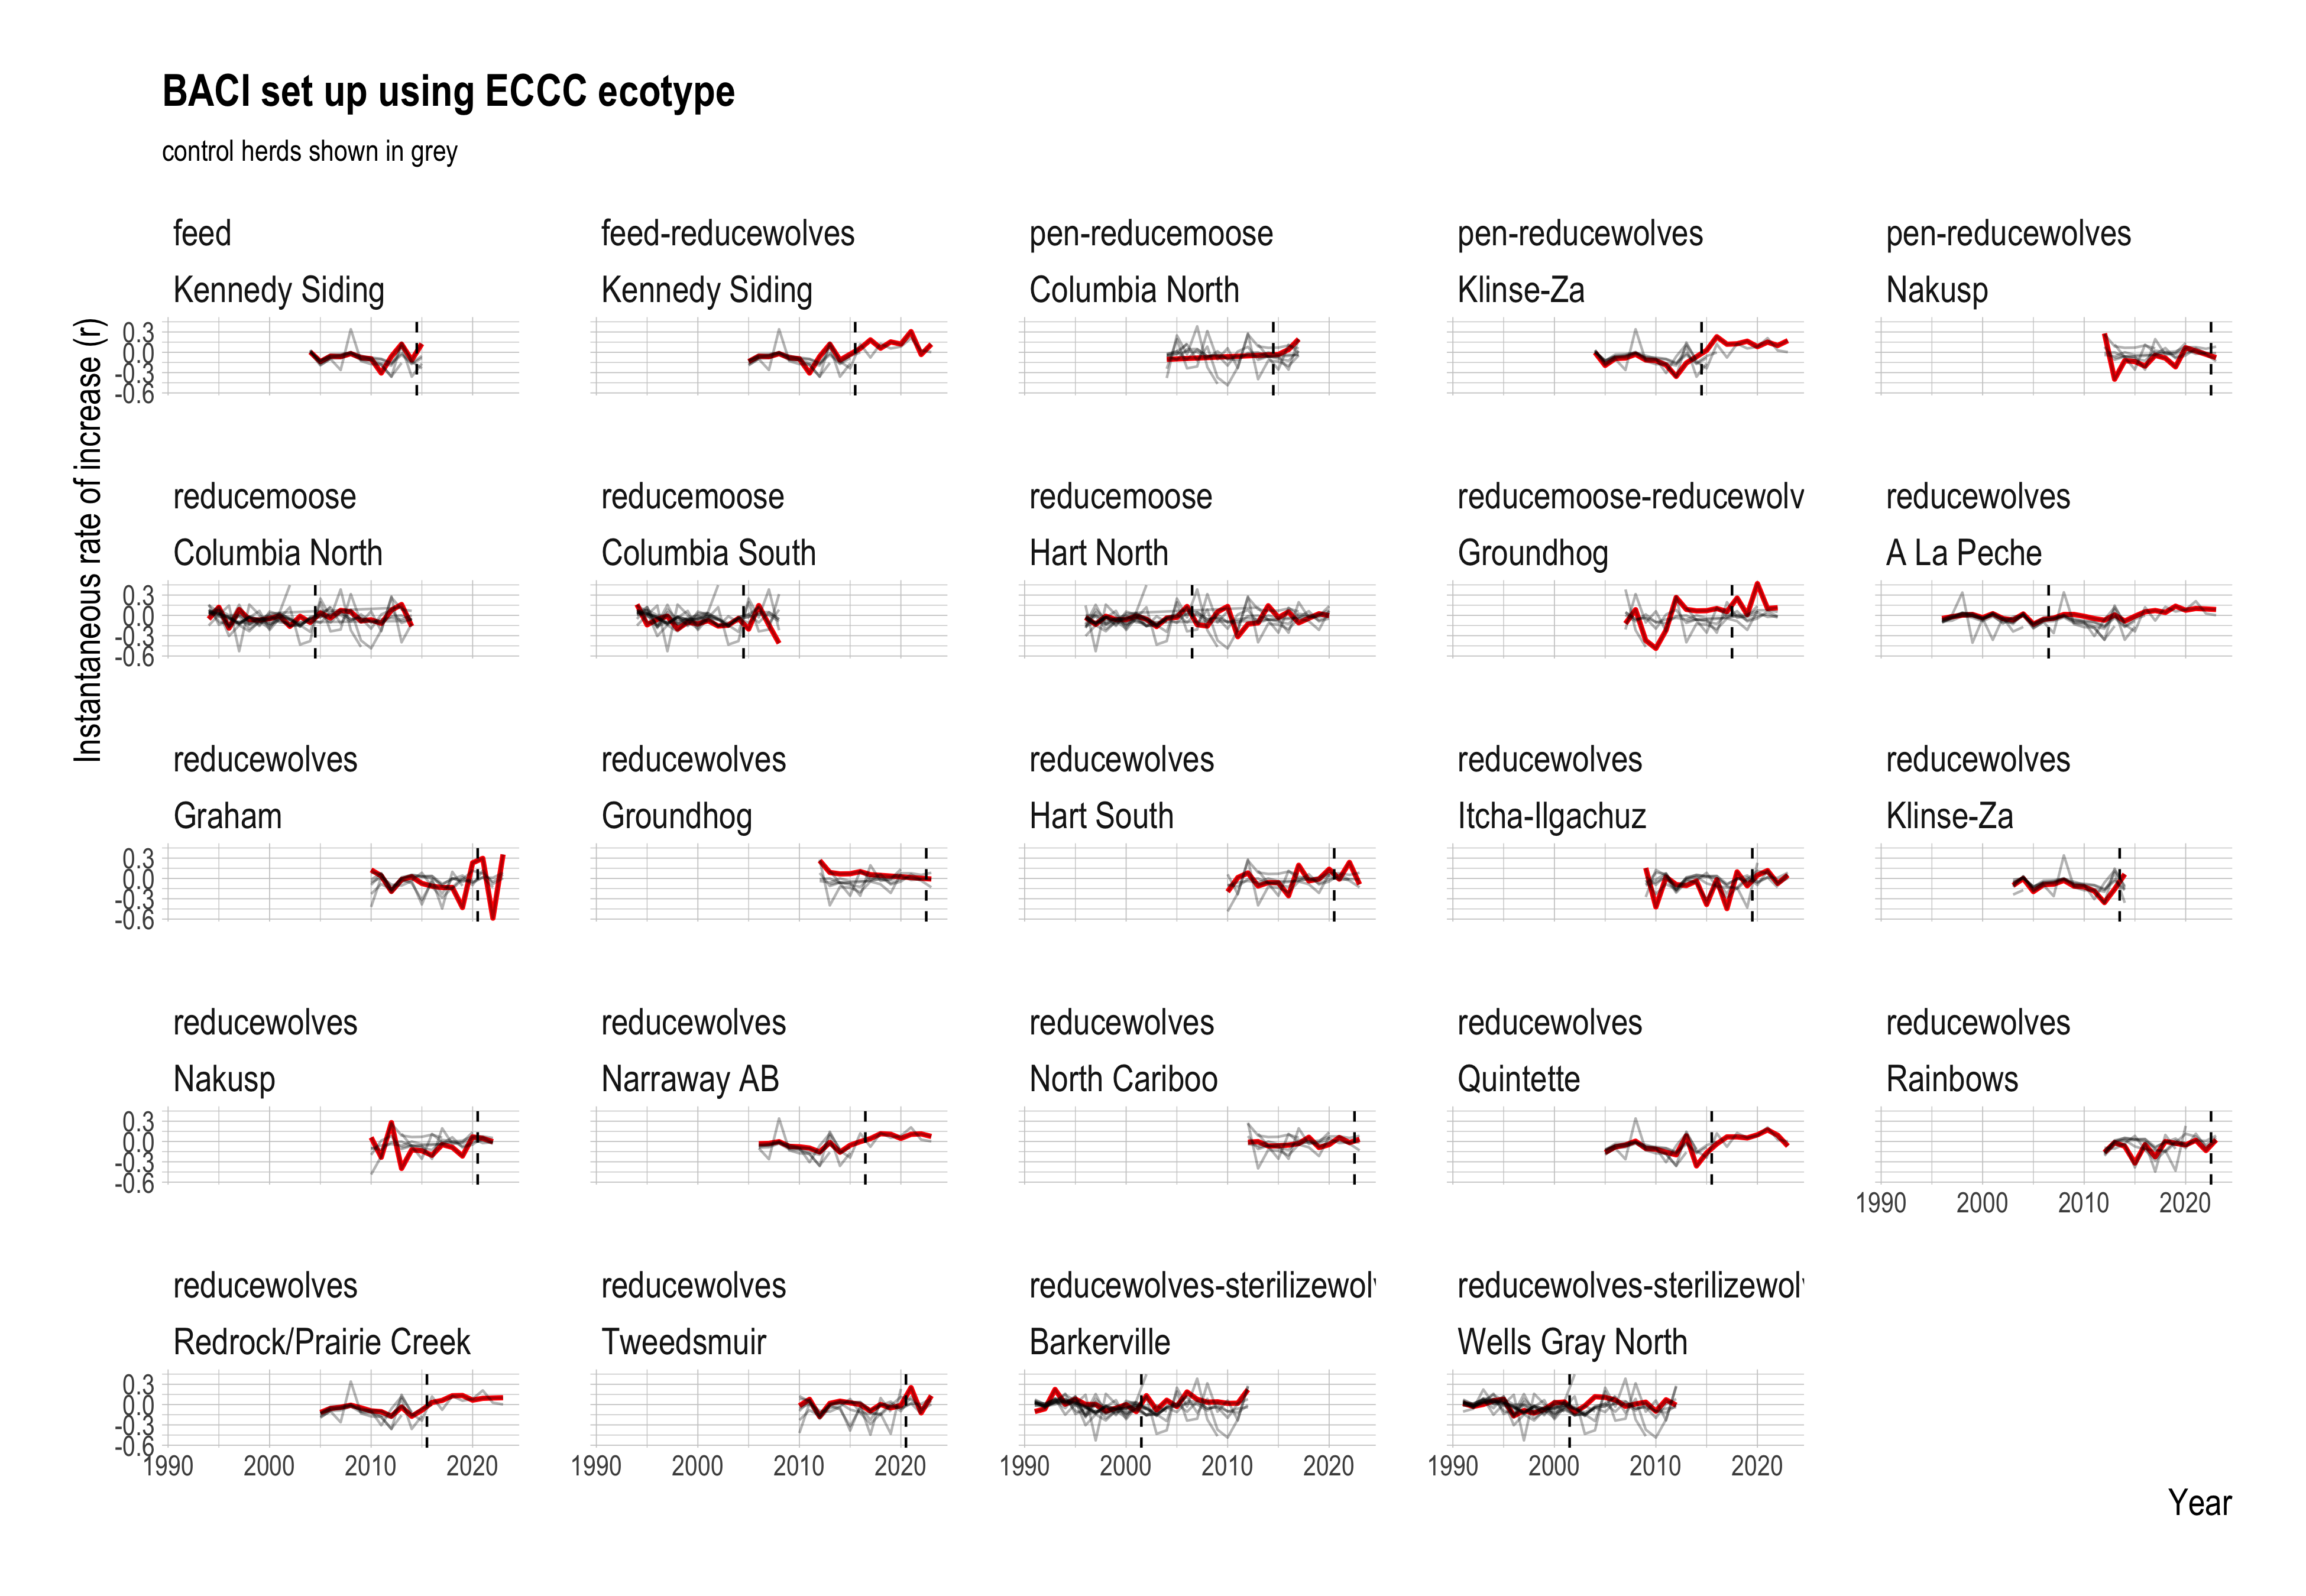 BACI set up using ECCC ecotype
control herds shown in grey
feed
Kennedy Siding
feed-reducewolves
Kennedy Siding
pen-reducemoose
Columbia North
pen-reducewolves
Klinse-Za
pen-reducewolves
Nakusp
0.3
0.0
-0.3
-0.6
Instantaneous rate of increase (r)
reducemoose
Columbia North
reducemoose
Columbia South
reducemoose
Hart North
reducemoose-reducewolv
Groundhog
reducewolves
A La Peche
0.3
0.0
-0.3
-0.6
reducewolves
Graham
reducewolves
Groundhog
reducewolves
Hart South
reducewolves
Itcha-Ilgachuz
reducewolves
Klinse-Za
0.3
0.0
-0.3
-0.6
reducewolves
Nakusp
reducewolves
Narraway AB
reducewolves
North Cariboo
reducewolves
Quintette
reducewolves
Rainbows
0.3
0.0
-0.3
-0.6
1990 2000 2010 2020
reducewolves
Redrock/Prairie Creek
reducewolves
Tweedsmuir
reducewolves-sterilizewolv
Barkerville
reducewolves-sterilizewolv
Wells Gray North
0.3
0.0
-0.3
-0.6
1990 2000 2010 2020
1990 2000 2010 2020
1990 2000 2010 2020
1990 2000 2010 2020
Year